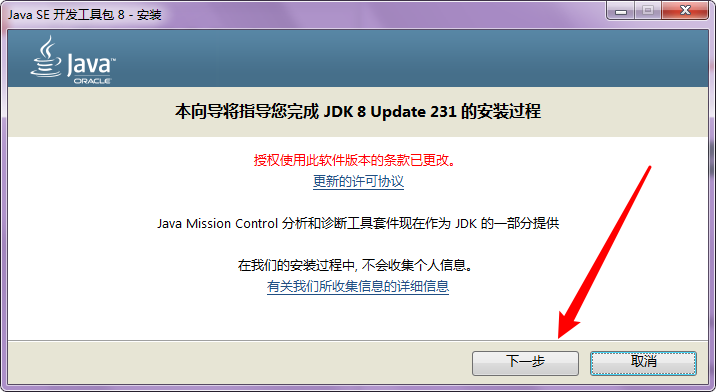 Java SE 开发工具包 8 - 安装
Java™
ORACLE
本向导将指导您完成 JDK 8 Update 231 的安装过程
授权使用此软件版本的条款已更改。
更新的许可协议
Java Mission Control 分析和诊断工具套件现在作为 JDK 的一部分提供
在我们的安装过程中, 不会收集个人信息。
有关我们所收集信息的详细信息
下一步 取消